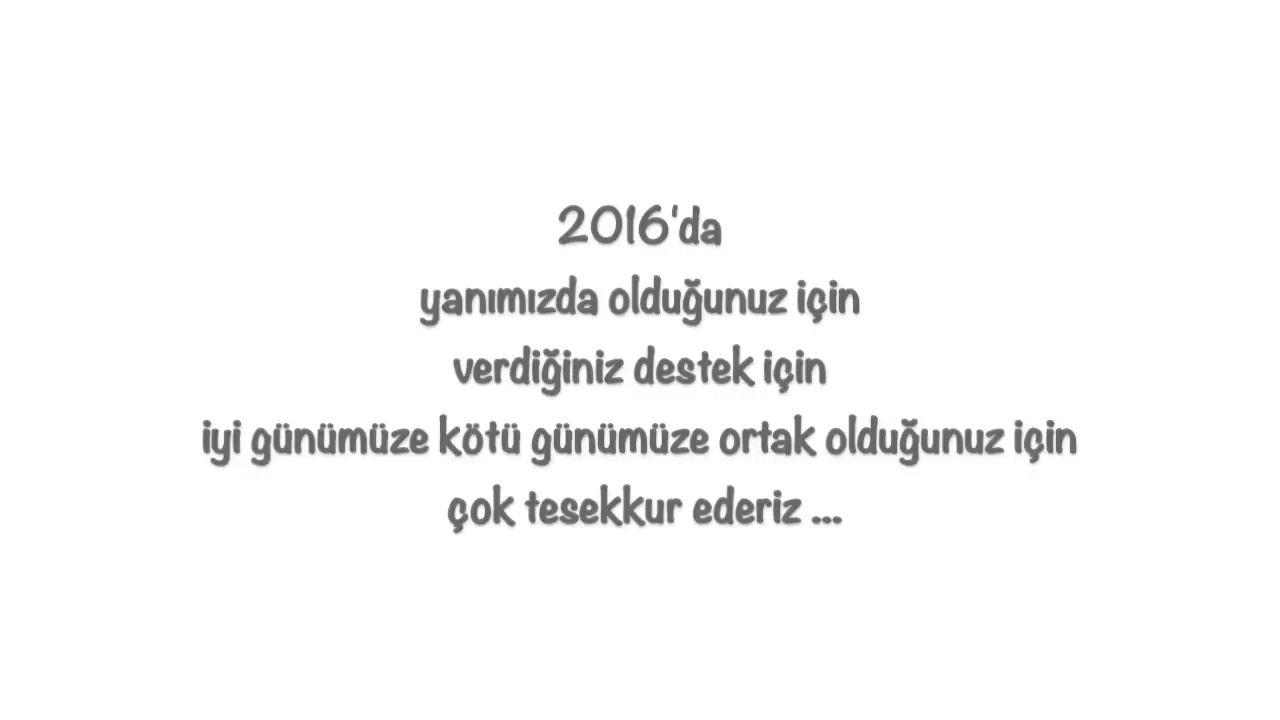 2016'da
yanımızda olduğunuz için
verdiğiniz destek için
iyi günümüze kötü günümüze ortak olduğunuz için
çok tesekkur ederiz ...